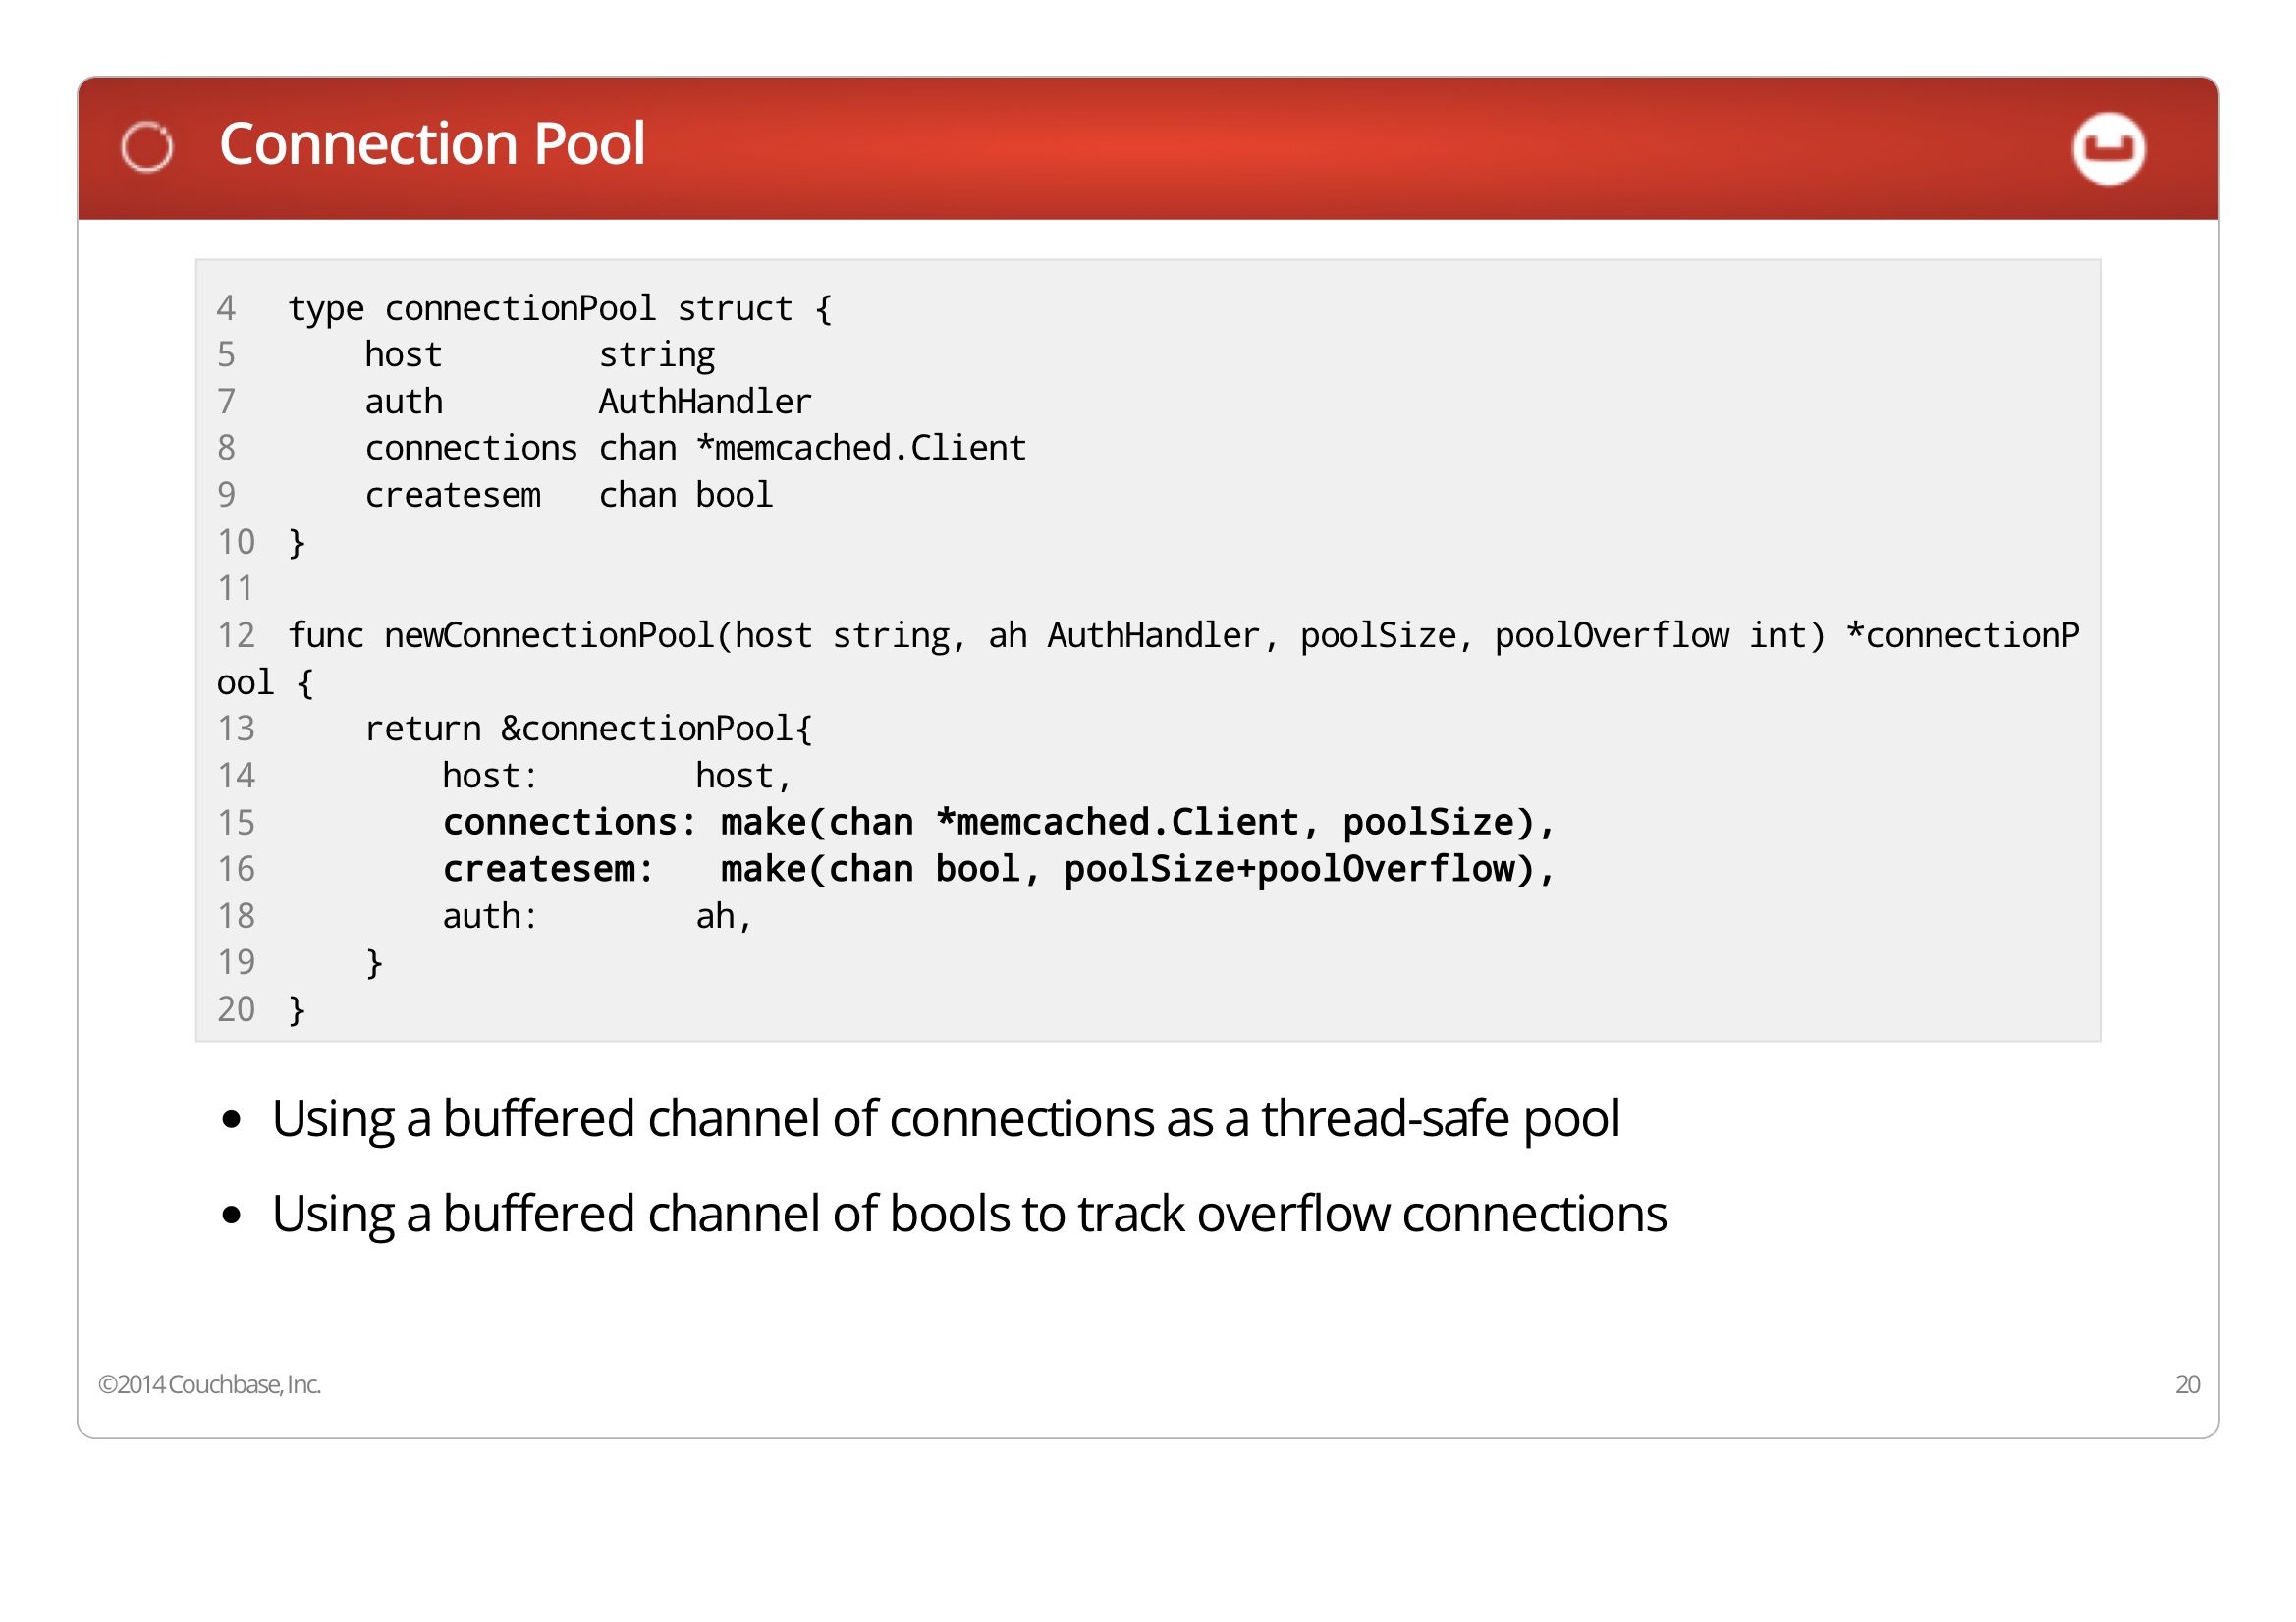 Connection Pool
4 type connectionPool struct {
5     host        string
7     auth        AuthHandler
8     connections chan *memcached.Client
9     createsem   chan bool
10 }
11
12 func newConnectionPool(host string, ah AuthHandler, poolSize, poolOverflow int) *connectionP
ool {
13     return &connectionPool{
14         host:        host,
15         connections: make(chan *memcached.Client, poolSize),
16         createsem:   make(chan bool, poolSize+poolOverflow),
18         auth:        ah,
19     }
20 }
• Using a buffered channel of connections as a thread-safe pool
• Using a buffered channel of bools to track overflow connections
©2014 Couchbase, Inc.
20